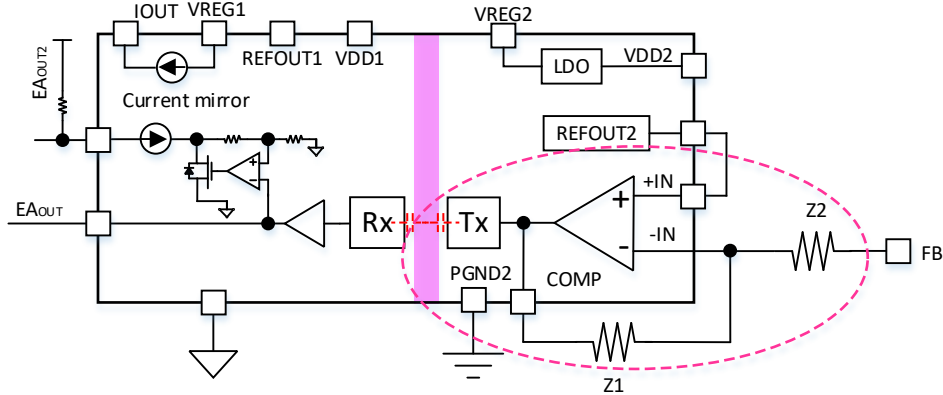 IOUT VREG1
VREG2
REFOUT1
VDD1
LDO
VDD2
EAOUT2
Current mirror
REFOUT2
+IN
+
-IN
-
+
-
Rx
Tx
EAOUT
Z2
FB
PGND2
COMP
Z1